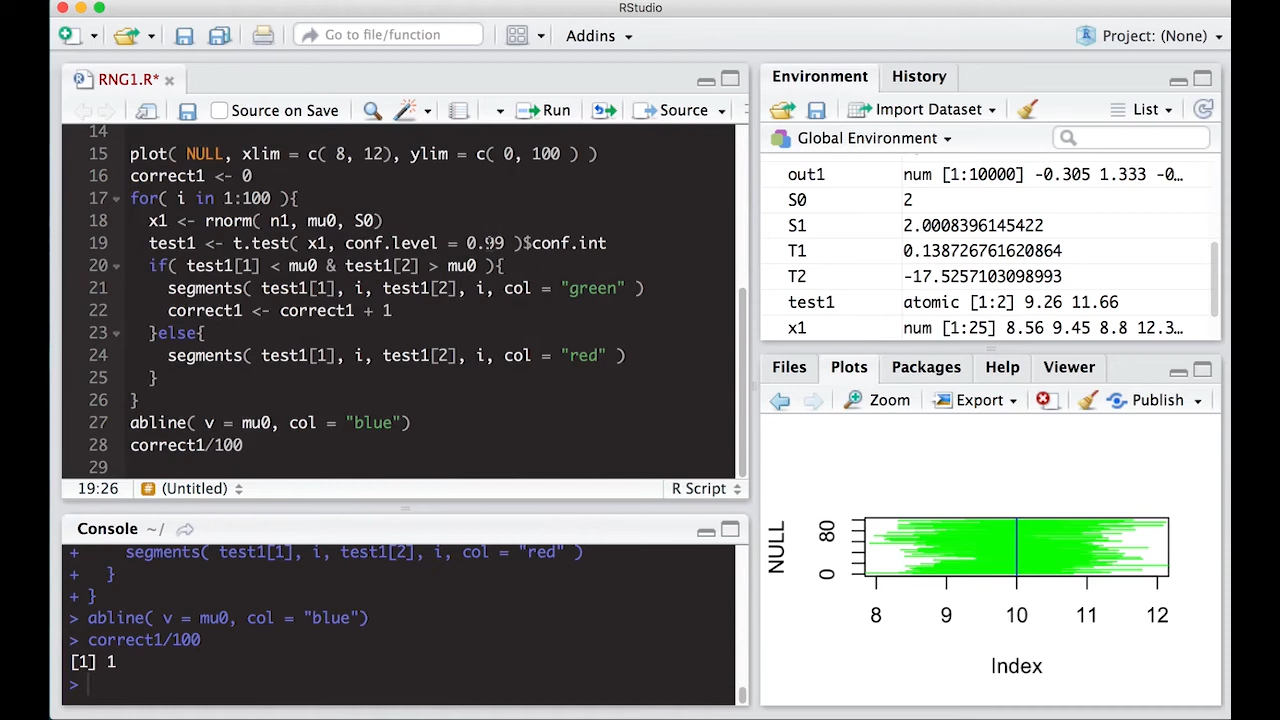 RStudio
Go to file/function
Addins
Project: (None)
RNG1.R*
Source on Save
Run
Source
14
15 plot( NULL, xlim = c( 8, 12), ylim = c( 0, 100 ) )
16 correct1 <- 0
17 for( i in 1:100 ){
18 x1 <- rnorm( n1, mu0, S0)
19 test1 <- t.test( x1, conf.level = 0.99 )$conf.int
20 if( test1[1] < mu0 & test1[2] > mu0 ){
21 segments( test1[1], i, test1[2], i, col = "green" )
22 correct1 <- correct1 + 1
23 }else{
24 segments( test1[1], i, test1[2], i, col = "red" )
25 }
26 }
27 abline( v = mu0, col = "blue")
28 correct1/100
29
19:26 (Untitled) R Script
Console ~/
+ segments( test1[1], i, test1[2], i, col = "red" )
+ }
+ }
> abline( v = mu0, col = "blue")
> correct1/100
[1] 1
>
Environment History
Import Dataset List
Global Environment
out1 num [1:10000] -0.305 1.333 -0…
S0 2
S1 2.0008396145422
T1 0.138726761620864
T2 -17.5257103098993
test1 atomic [1:2] 9.26 11.66
x1 num [1:25] 8.56 9.45 8.8 12.3…
Files Plots Packages Help Viewer
Zoom Export Publish
NULL
80
0
8 9 10 11 12
Index